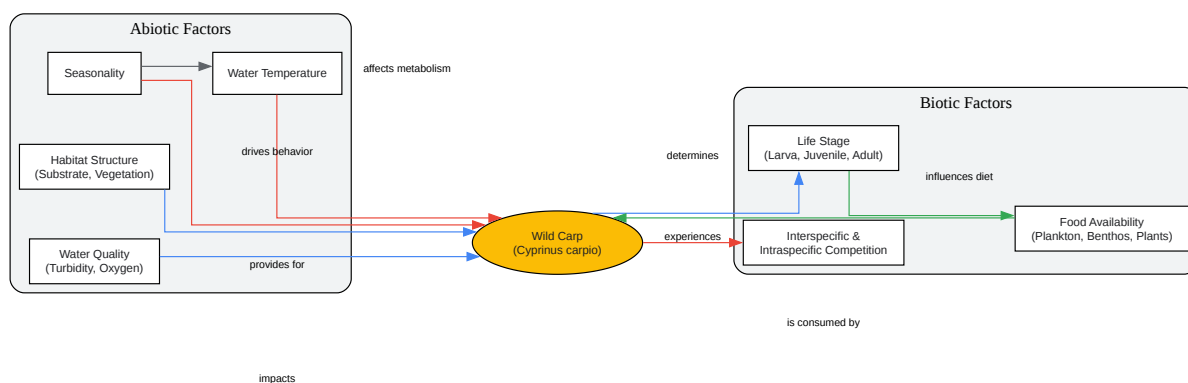 Abiotic Factors
Seasonality
Water Temperature
affects metabolism
drives behavior
Habitat Structure
(Substrate, Vegetation)
Water Quality
(Turbidity, Oxygen)
provides for
impacts
Wild Carp
(Cyprinus carpio)
experiences
determines
Biotic Factors
Life Stage
(Larva, Juvenile, Adult)
influences diet
Food Availability
(Plankton, Benthos, Plants)
Interspecific &
Intraspecific Competition
is consumed by